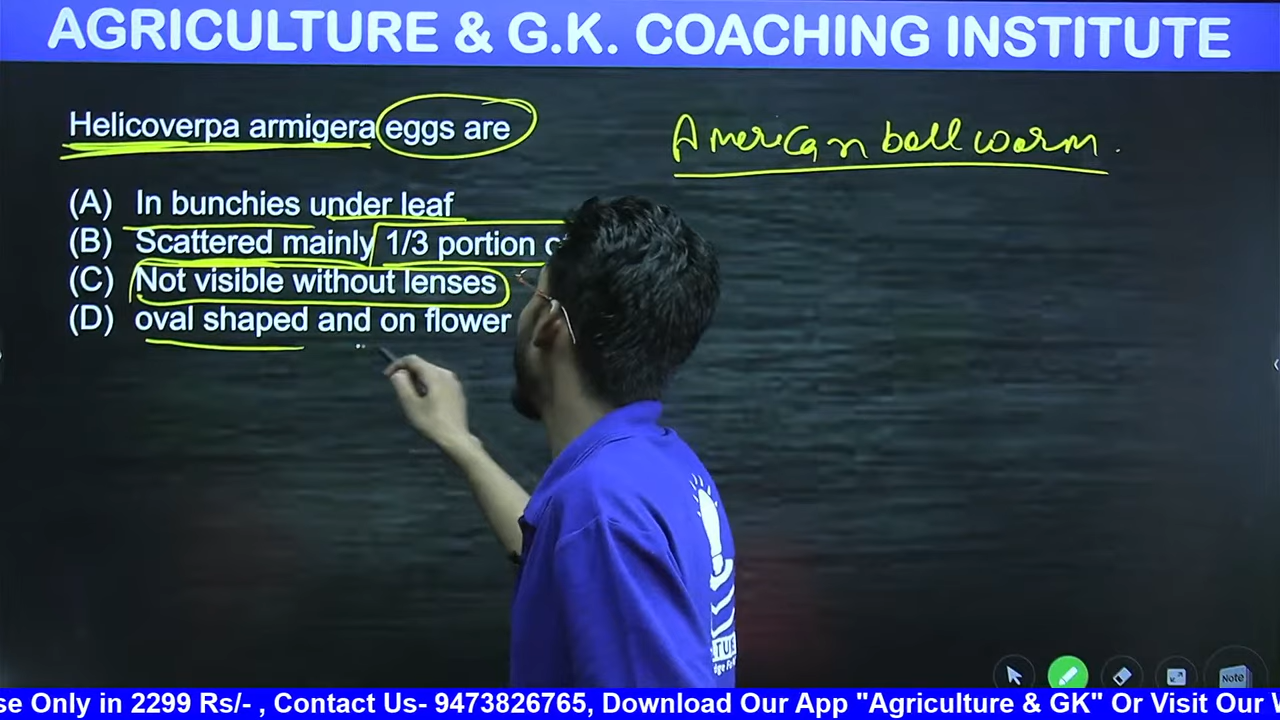 AGRICULTURE & G.K. COACHING INSTITUTE
Helicoverpa armigera eggs are
American boll worm.
(A) In bunchies under leaf
(B) Scattered mainly 1/3 portion
(C) Not visible without lenses
(D) oval shaped and on flower
Note
Only in 2299 Rs/- , Contact Us- 9473826765, Download Our App "Agriculture & GK" Or Visit Our